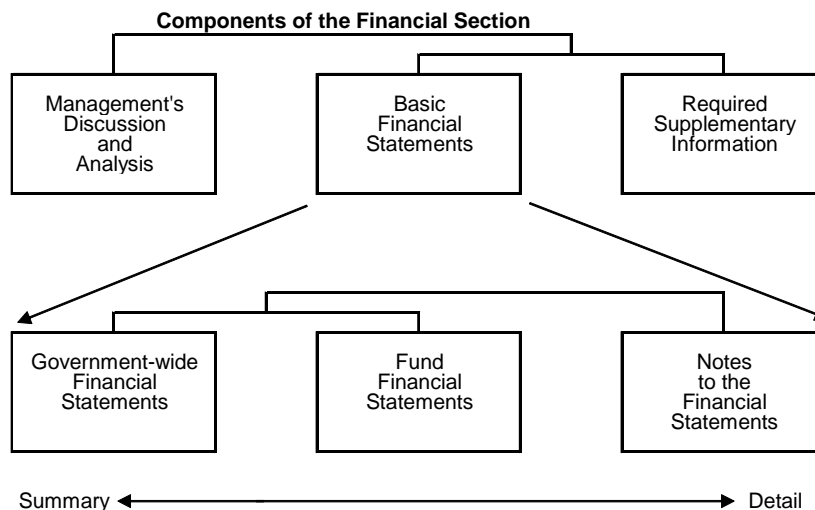 Components of the Financial Section
Management's
Discussion
and
Analysis
Basic
Financial
Statements
Required
Supplementary
Information
Government-wide
Financial
Statements
Fund
Financial
Statements
Notes
to the
Financial
Statements
Summary
Detail